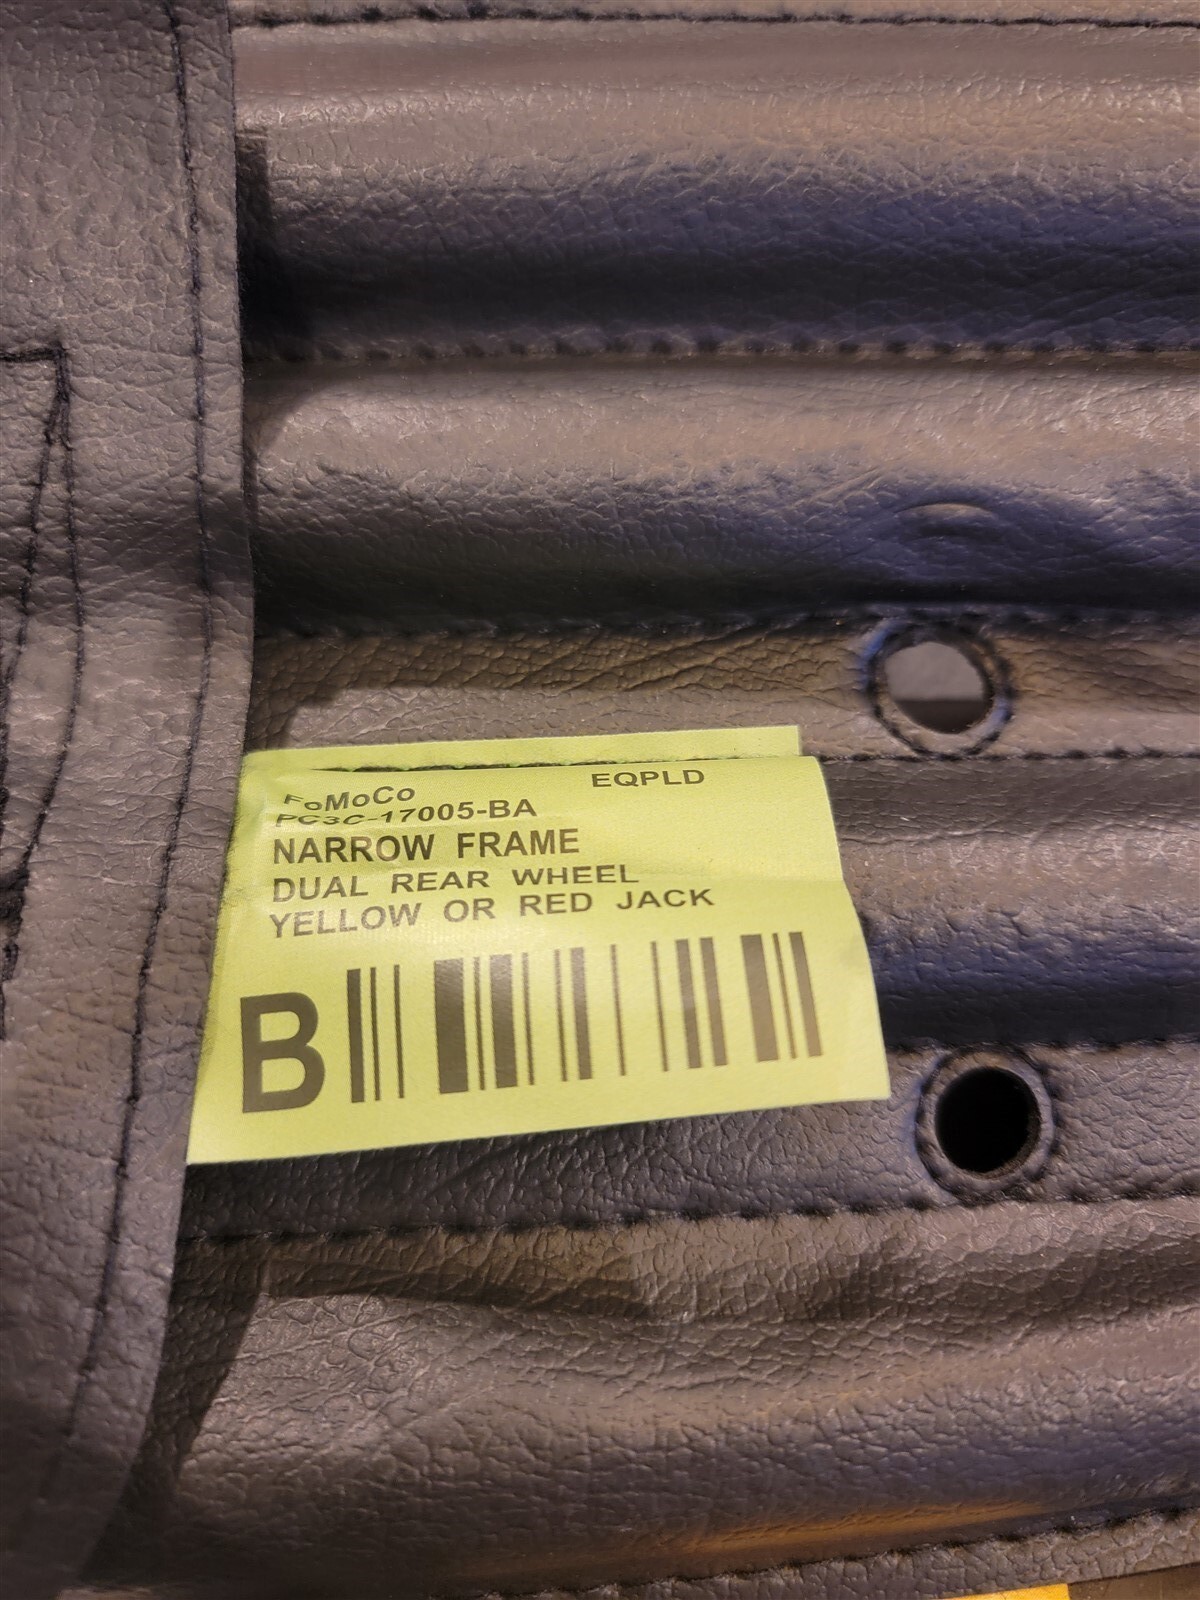 FoMoCo EQPLD
PC3C-17005-BA
NARROW FRAME
DUAL REAR WHEEL
YELLOW OR RED JACK
B